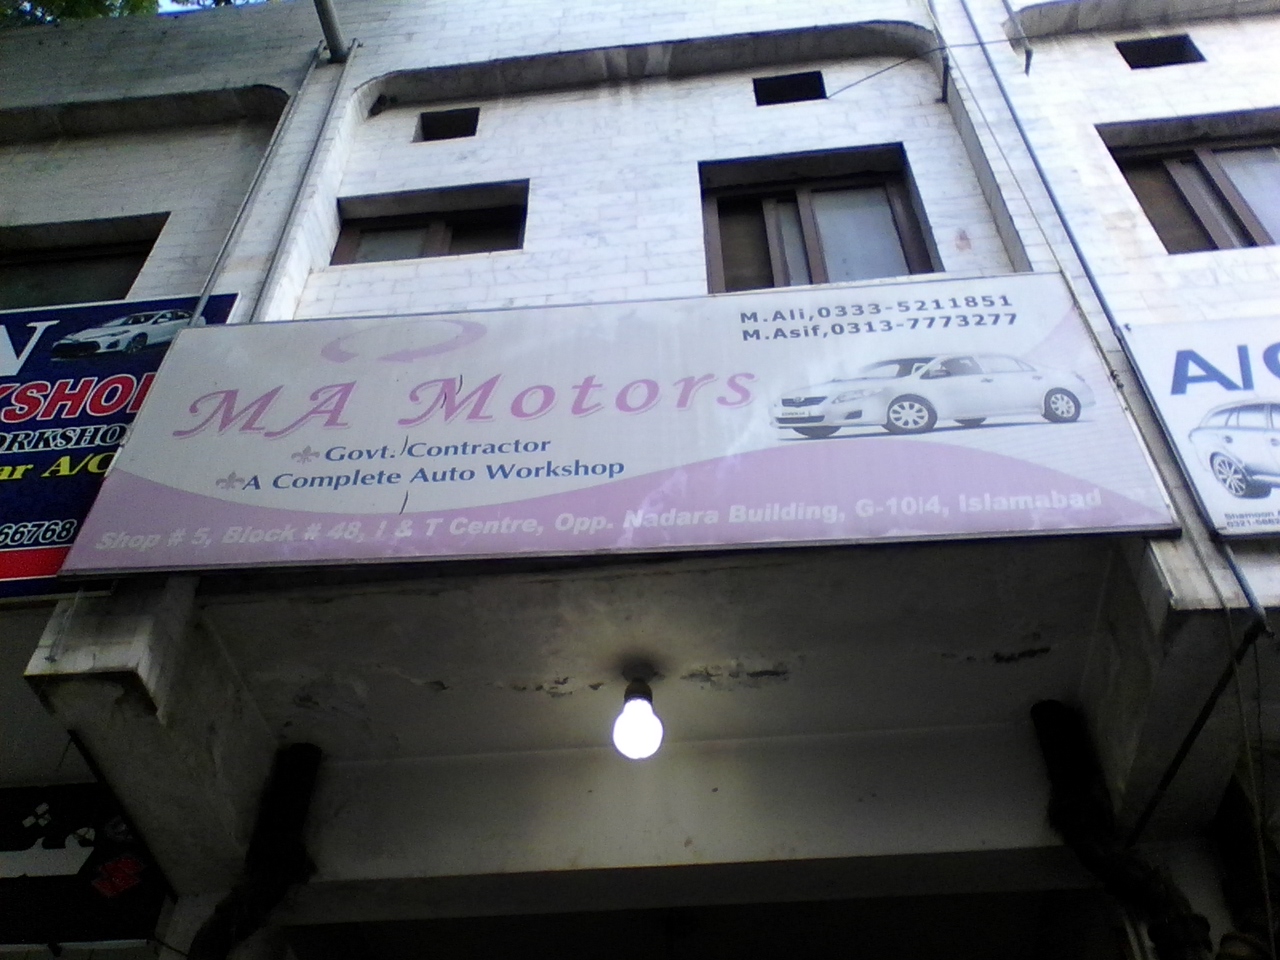 M.Ali,0333-5211851
M.Asif,0313-7773277
MA Motors
Govt. Contractor
A Complete Auto Workshop
Shop # 5, Block # 48, I & T Centre, Opp. Nadara Building, G-10/4, Islamabad
A/C
66768